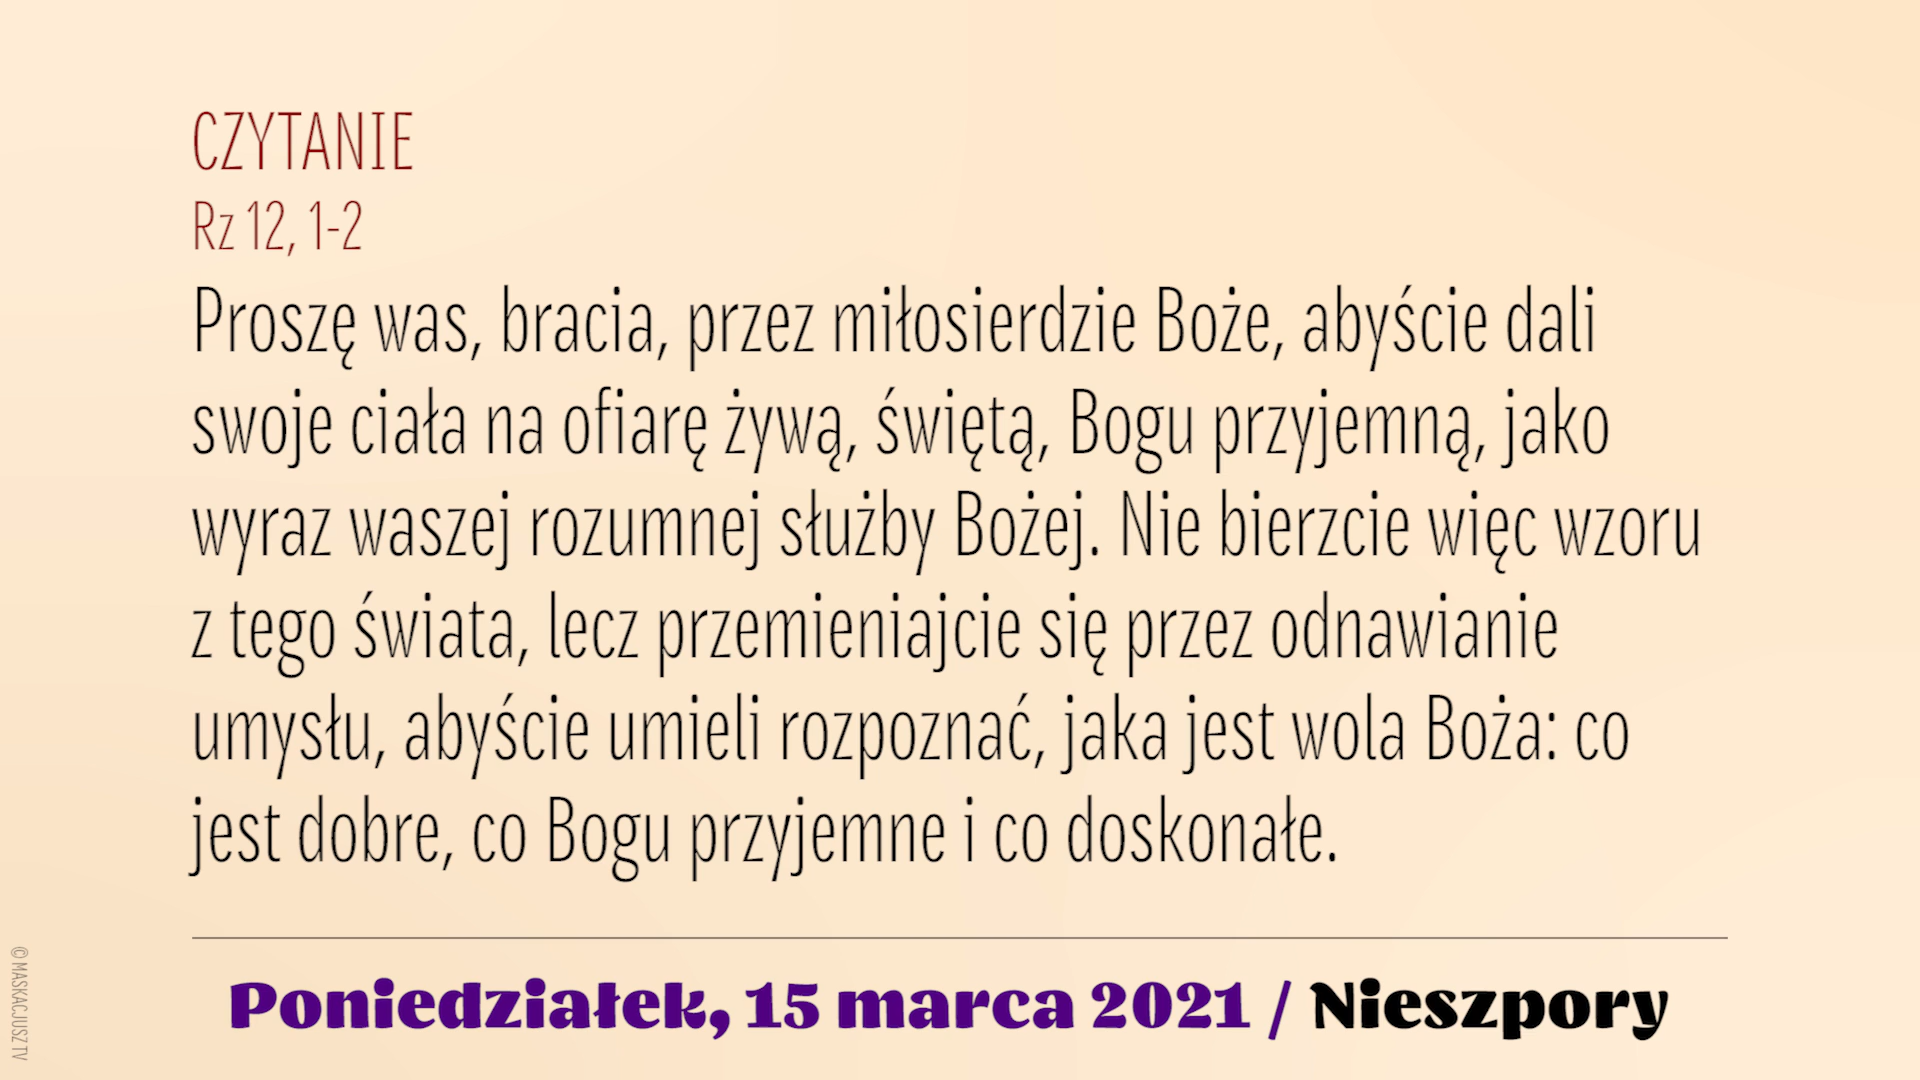 CZYTANIE
Rz 12, 1-2
Proszę was, bracia, przez miłosierdzie Boże, abyście dali
swoje ciała na ofiarę żywą, świętą, Bogu przyjemną, jako
wyraz waszej rozumnej służby Bożej. Nie bierzcie więc wzoru
z tego świata, lecz przemieniajcie się przez odnawianie
umysłu, abyście umieli rozpoznać, jaka jest wola Boża: co
jest dobre, co Bogu przyjemne i co doskonałe.
Poniedziałek, 15 marca 2021 / Nieszpory
© MASKACJUSZ TV